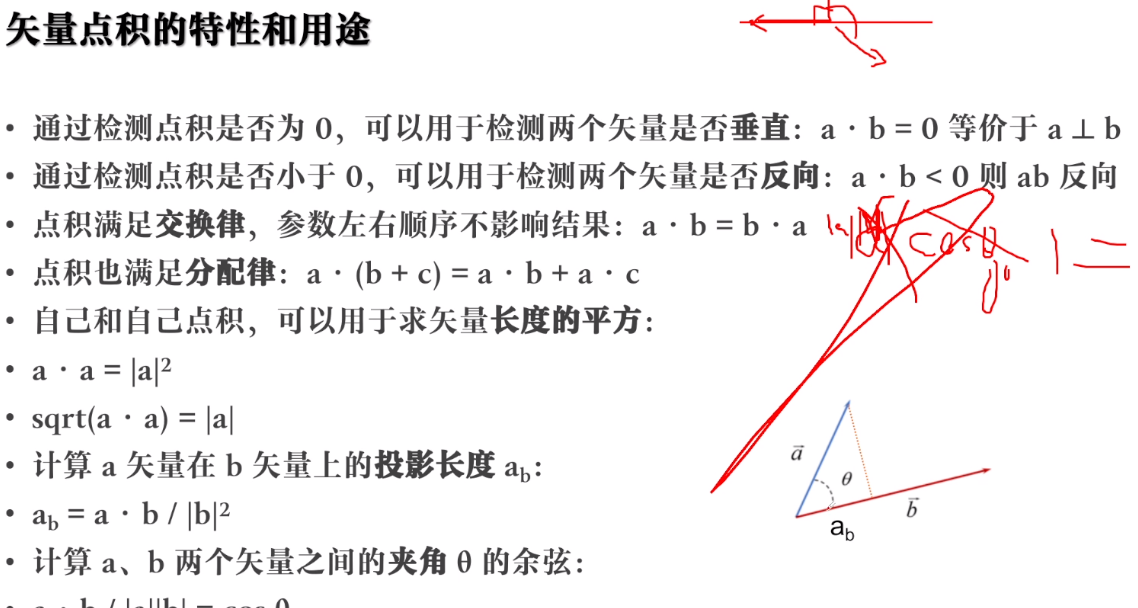 矢量点积的特性和用途
• 通过检测点积是否为 0，可以用于检测两个矢量是否垂直：a · b = 0 等价于 a ⊥ b
• 通过检测点积是否小于 0，可以用于检测两个矢量是否反向：a · b < 0 则 ab 反向
• 点积满足交换律，参数左右顺序不影响结果：a · b = b · a
cosθ
• 点积也满足分配律：a · (b + c) = a · b + a · c
• 自己和自己点积，可以用于求矢量长度的平方：
• a · a = |a|²
• sqrt(a · a) = |a|
• 计算 a 矢量在 b 矢量上的投影长度 a_b：
• a_b = a · b / |b|²
• 计算 a、b 两个矢量之间的夹角 θ 的余弦：
• a · b / |a||b| = cos θ
a⃗
θ
b⃗
a_b